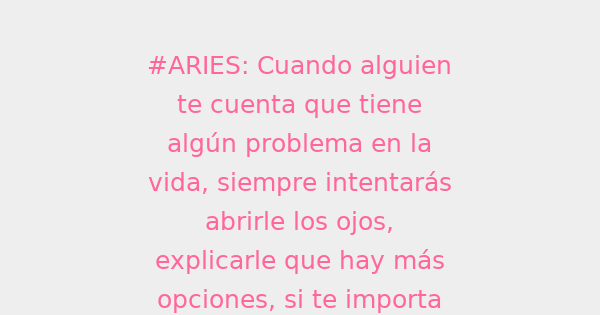 #ARIES: Cuando alguien
te cuenta que tiene
algún problema en la
vida, siempre intentarás
abrirle los ojos,
explicarle que hay más
opciones, si te importa